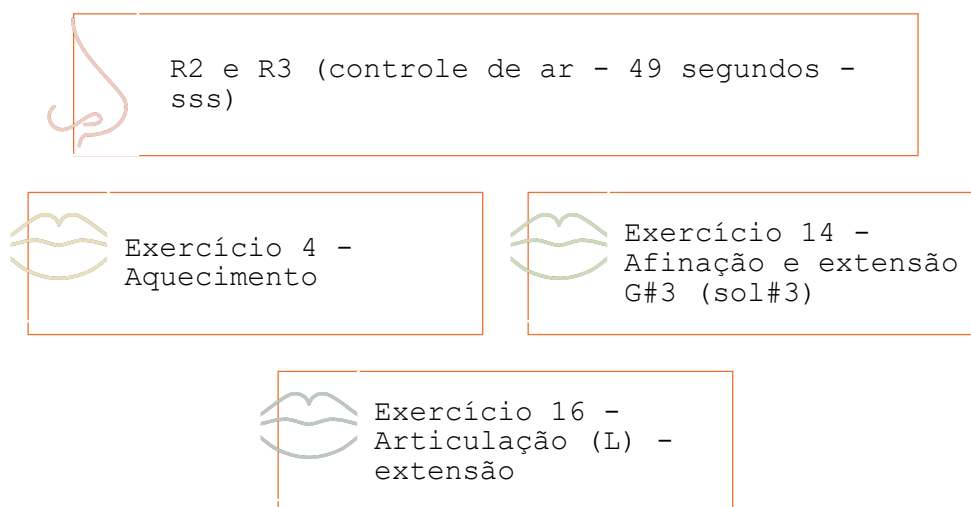 R2 e R3 (controle de ar - 49 segundos -
sss)
Exercício 4 -
Aquecimento
Exercício 14 -
Afinação e extensão
G#3 (sol#3)
Exercício 16 -
Articulação (L) -
extensão